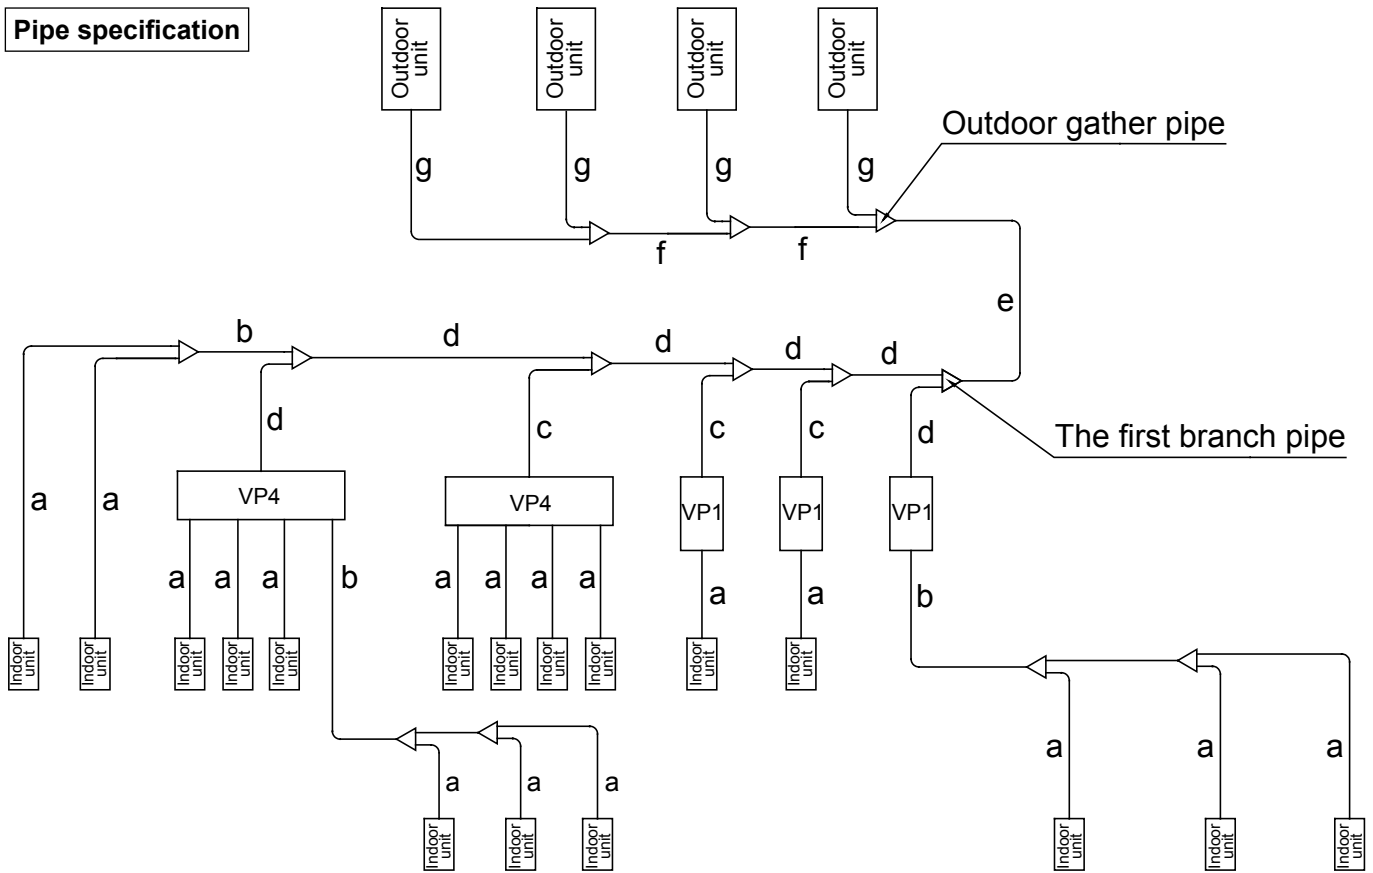 Pipe specification
Outdoor
unit
Outdoor
unit
Outdoor
unit
Outdoor
unit
Outdoor gather pipe
g
g
g
g
f
f
e
b
d
d
d
d
d
c
c
c
d
The first branch pipe
a
a
VP4
VP4
VP1
VP1
VP1
a
a
a
b
a
a
a
a
a
a
b
Indoor
unit
Indoor
unit
Indoor
unit
Indoor
unit
Indoor
unit
Indoor
unit
Indoor
unit
Indoor
unit
Indoor
unit
Indoor
unit
Indoor
unit
a
a
a
a
a
a
Indoor
unit
Indoor
unit
Indoor
unit
Indoor
unit
Indoor
unit
Indoor
unit